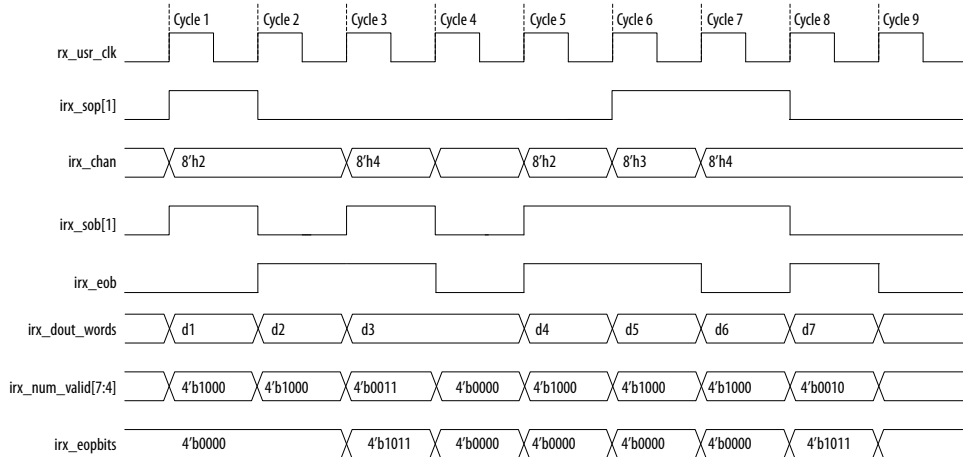 Cycle 1 Cycle 2 Cycle 3 Cycle 4 Cycle 5 Cycle 6 Cycle 7 Cycle 8 Cycle 9
rx_usr_clk
irx_sop[1]
irx_chan 8'h2 8'h4 8'h2 8'h3 8'h4
irx_sob[1]
irx_eob
irx_dout_words d1 d2 d3 d4 d5 d6 d7
irx_num_valid[7:4] 4'b1000 4'b1000 4'b0011 4'b0000 4'b1000 4'b1000 4'b1000 4'b0010
irx_eopbits 4'b0000 4'b1011 4'b0000 4'b0000 4'b0000 4'b0000 4'b1011